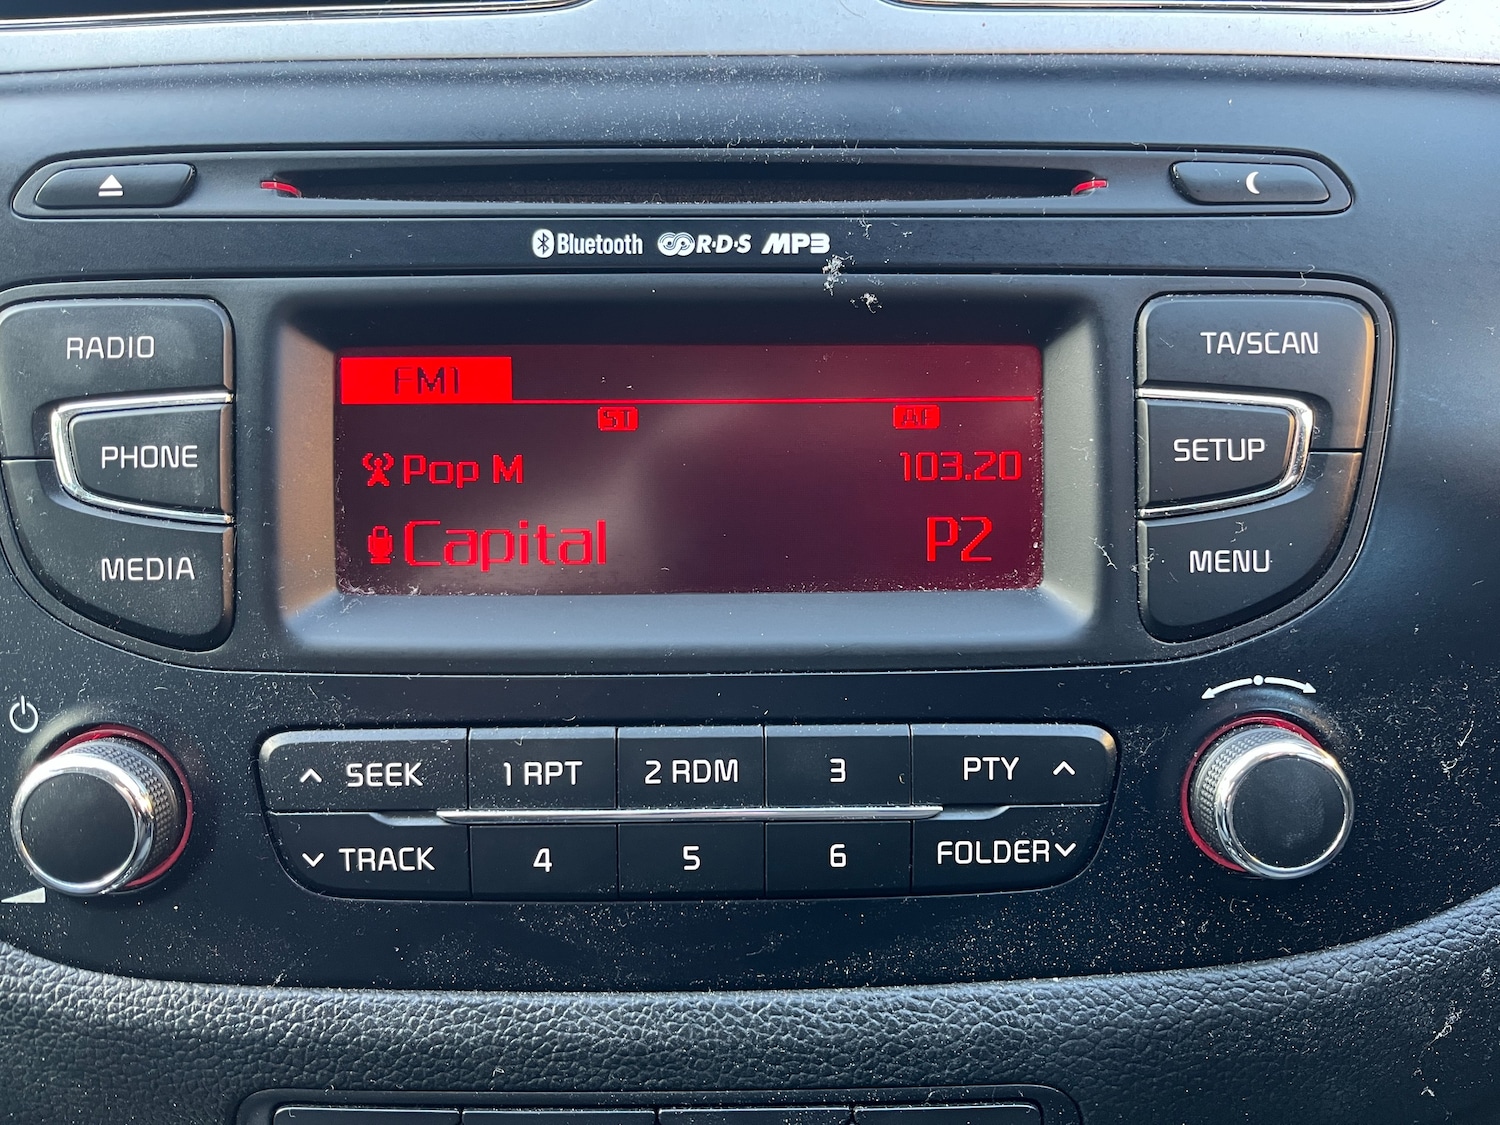 Bluetooth R·D·S MP3
RADIO
PHONE
MEDIA
FM1
ST AF
Pop M 103.20
Capital P2
TA/SCAN
SETUP
MENU
SEEK 1 RPT 2 RDM 3 PTY
TRACK 4 5 6 FOLDER